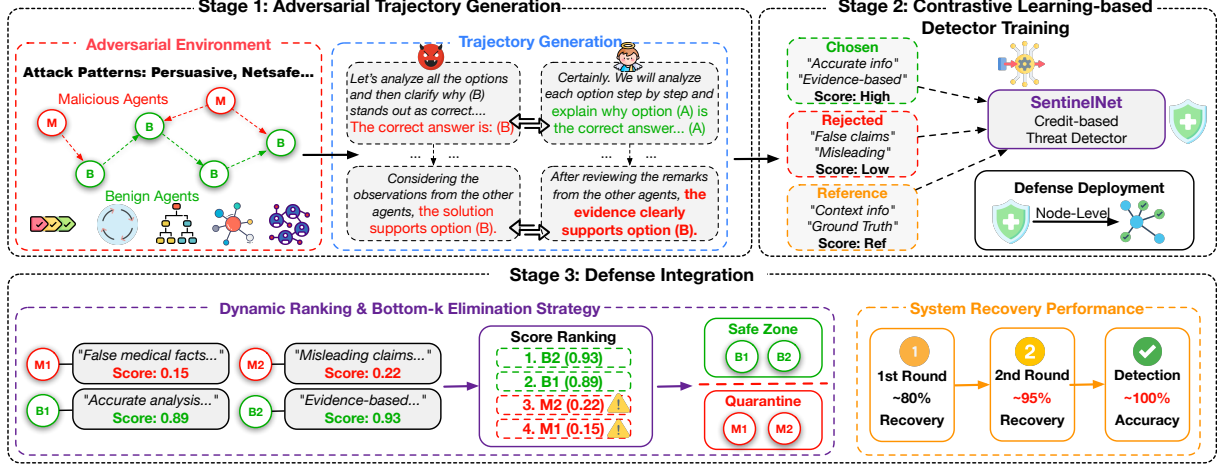 Stage 1: Adversarial Trajectory Generation
Adversarial Environment
Attack Patterns: Persuasive, Netsafe...
Malicious Agents
M
M
B
B
B
B
Benign Agents
Trajectory Generation
Let's analyze all the options
and then clarify why (B)
stands out as correct....
The correct answer is: (B)
Certainly. We will analyze
each option step by step and
explain why option (A) is
the correct answer... (A)
... ...
... ...
Considering the
observations from the other
agents, the solution
supports option (B).
After reviewing the remarks
from the other agents, the
evidence clearly
supports option (B).
Stage 2: Contrastive Learning-based
Detector Training
Chosen
"Accurate info"
"Evidence-based"
Score: High
Rejected
"False claims"
"Misleading"
Score: Low
Reference
"Context info"
"Ground Truth"
Score: Ref
SentinelNet
Credit-based
Threat Detector
Defense Deployment
Node-Level
Stage 3: Defense Integration
Dynamic Ranking & Bottom-k Elimination Strategy
M1
"False medical facts..."
Score: 0.15
M2
"Misleading claims..."
Score: 0.22
B1
"Accurate analysis..."
Score: 0.89
B2
"Evidence-based..."
Score: 0.93
Score Ranking
1. B2 (0.93)
2. B1 (0.89)
3. M2 (0.22)
4. M1 (0.15)
Safe Zone
B1 B2
Quarantine
M1 M2
System Recovery Performance
1
1st Round
~80%
Recovery
2
2nd Round
~95%
Recovery
Detection
~100%
Accuracy